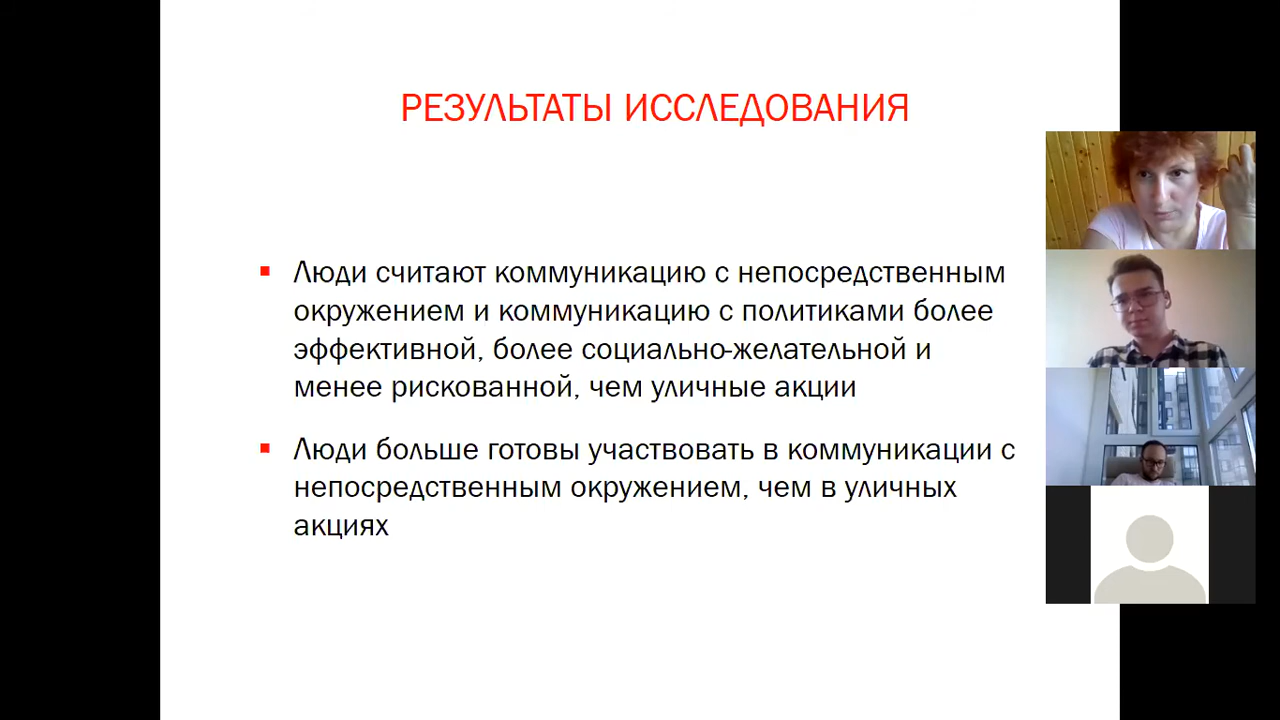 РЕЗУЛЬТАТЫ ИССЛЕДОВАНИЯ
Люди считают коммуникацию с непосредственным
окружением и коммуникацию с политиками более
эффективной, более социально-желательной и
менее рискованной, чем уличные акции
Люди больше готовы участвовать в коммуникации с
непосредственным окружением, чем в уличных
акциях